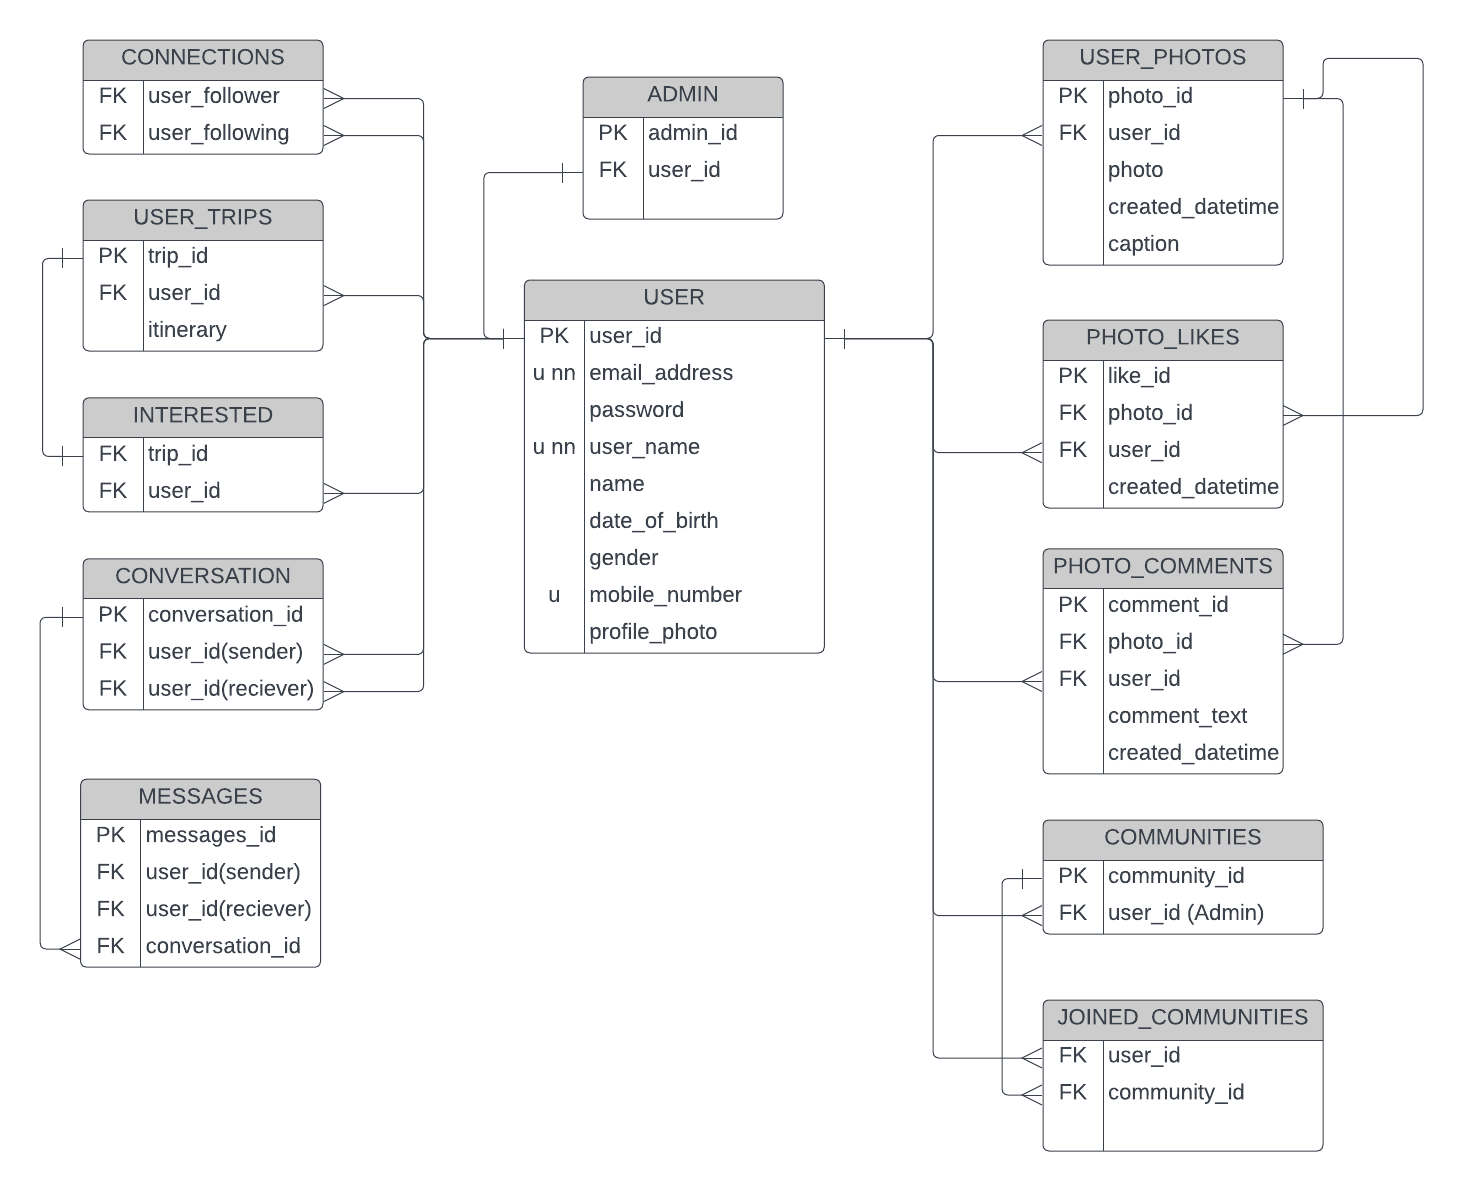 CONNECTIONS
FK user_follower
FK user_following
USER_TRIPS
PK trip_id
FK user_id
itinerary
INTERESTED
FK trip_id
FK user_id
CONVERSATION
PK conversation_id
FK user_id(sender)
FK user_id(reciever)
MESSAGES
PK messages_id
FK user_id(sender)
FK user_id(reciever)
FK conversation_id
ADMIN
PK admin_id
FK user_id
USER
PK user_id
u nn email_address
password
u nn user_name
name
date_of_birth
gender
u mobile_number
profile_photo
USER_PHOTOS
PK photo_id
FK user_id
photo
created_datetime
caption
PHOTO_LIKES
PK like_id
FK photo_id
FK user_id
created_datetime
PHOTO_COMMENTS
PK comment_id
FK photo_id
FK user_id
comment_text
created_datetime
COMMUNITIES
PK community_id
FK user_id (Admin)
JOINED_COMMUNITIES
FK user_id
FK community_id